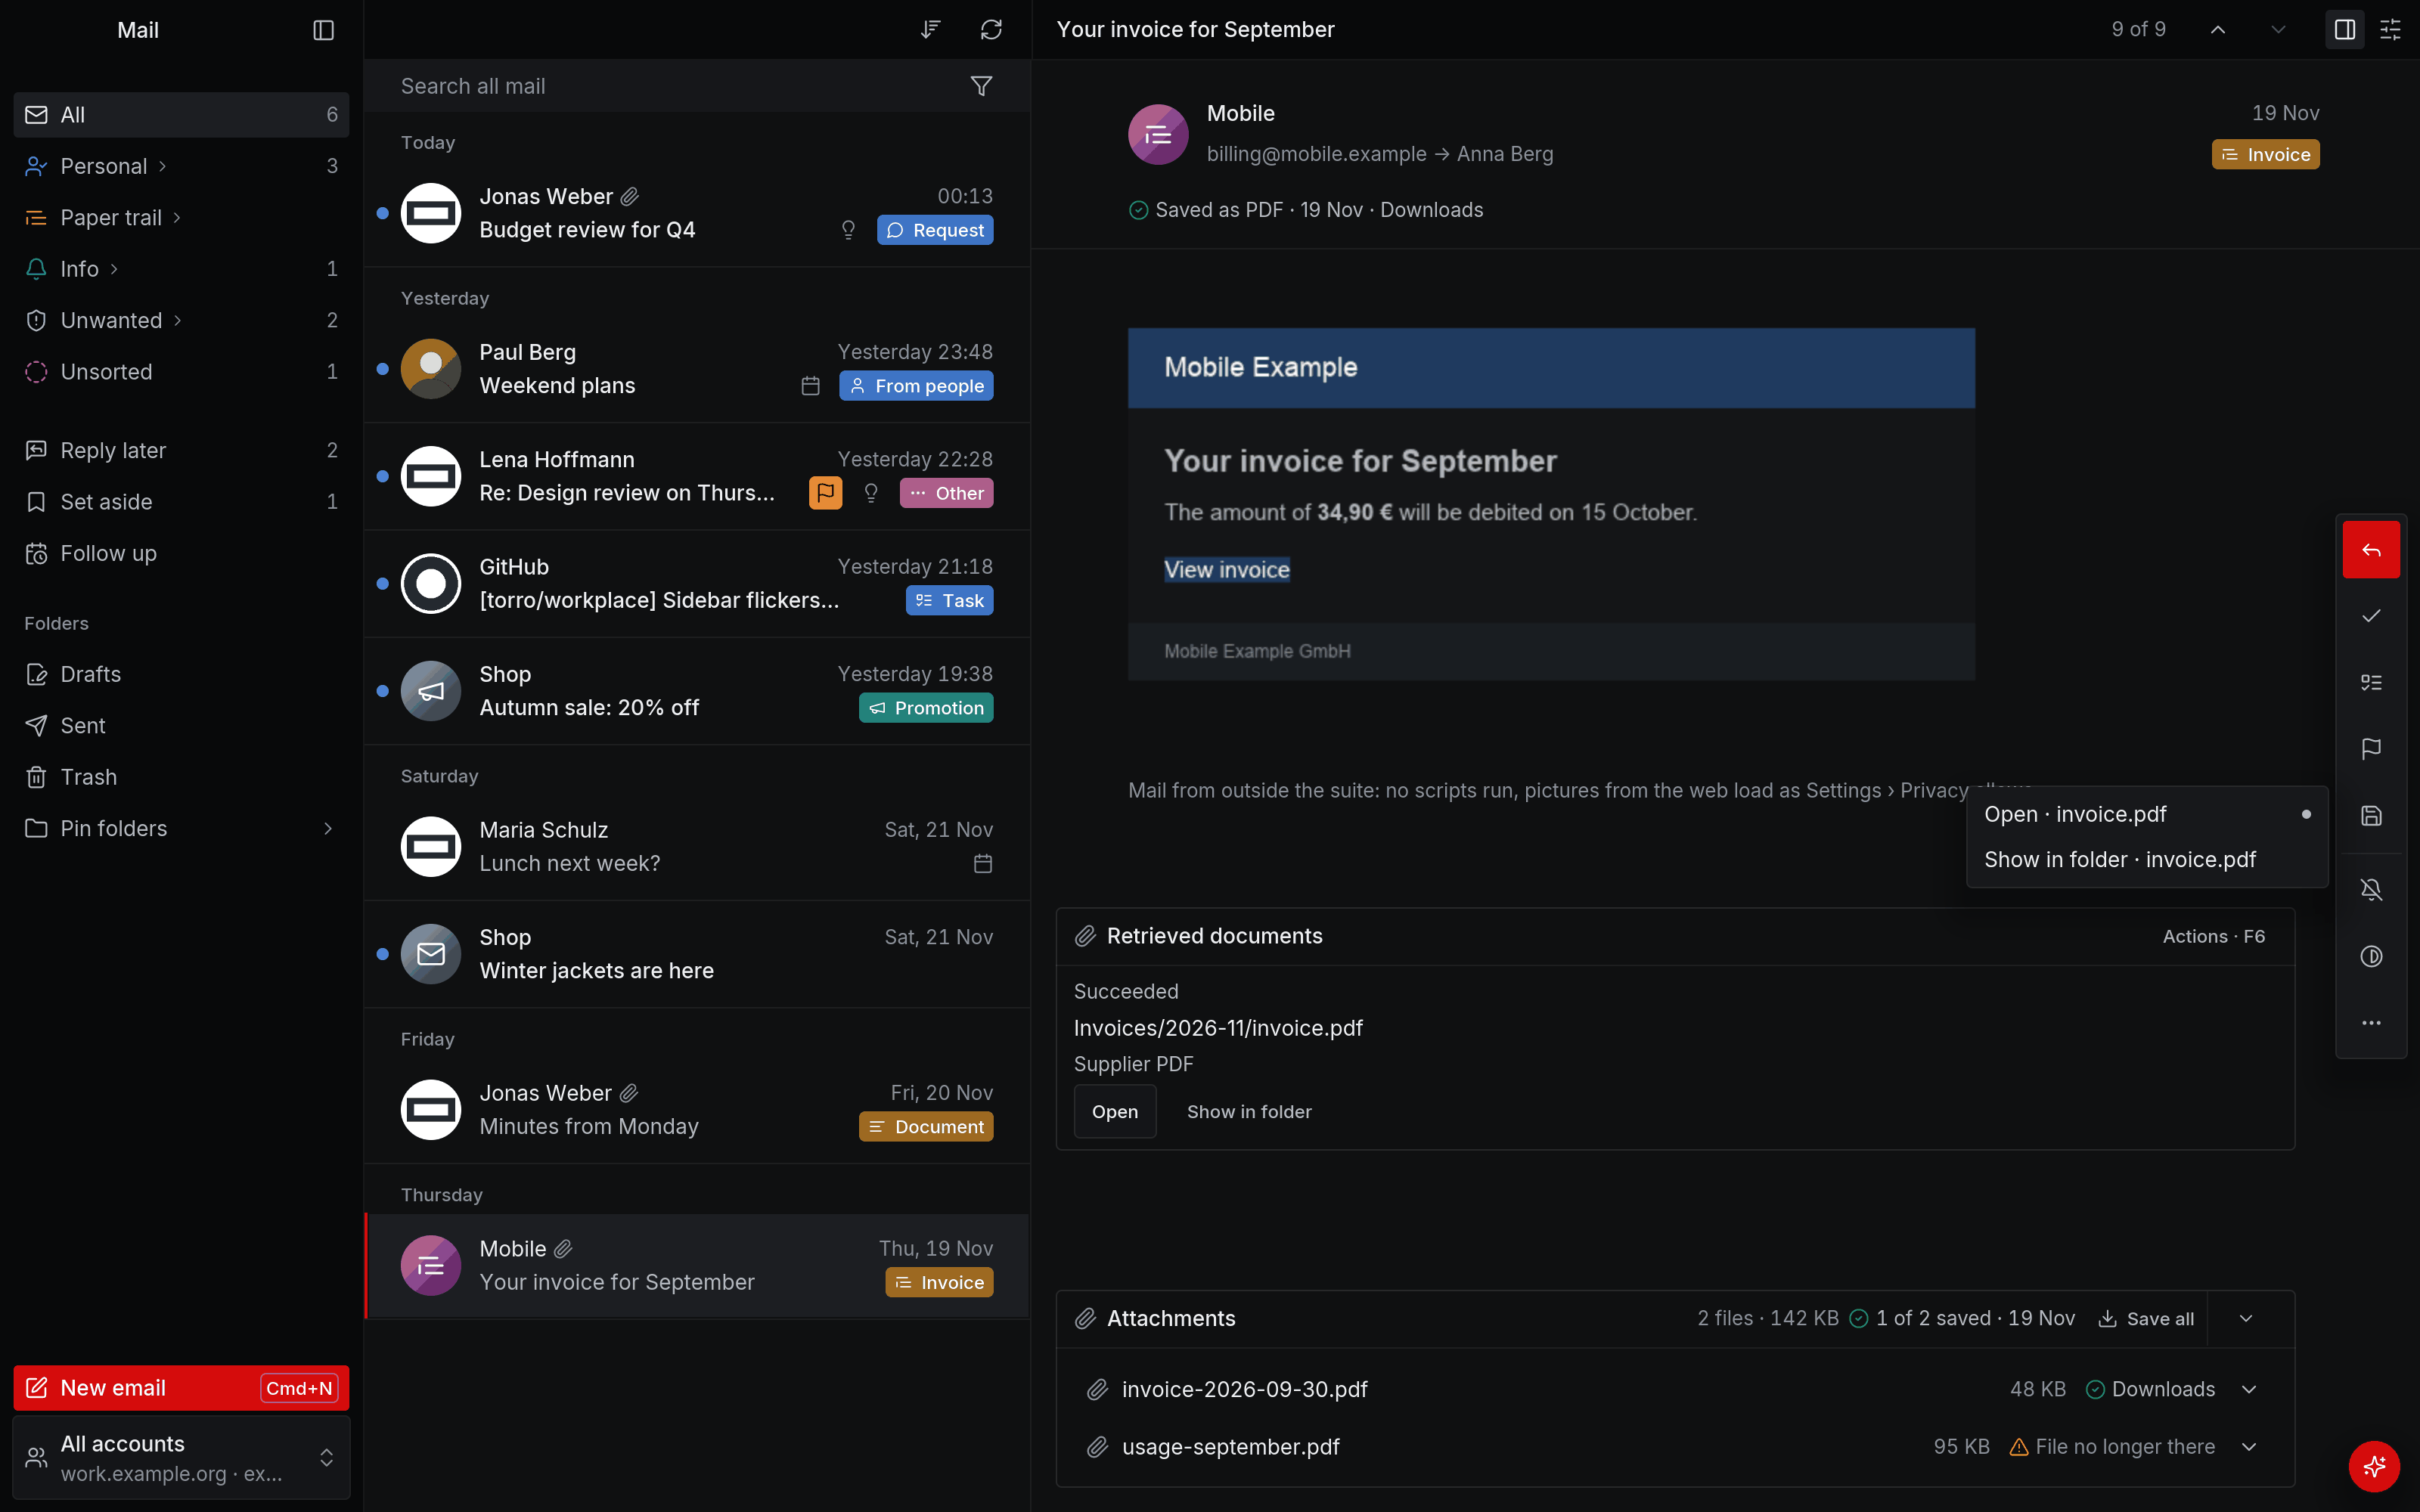 Mail
All 6
Personal 3
Paper trail
Info 1
Unwanted 2
Unsorted 1
Reply later 2
Set aside 1
Follow up
Folders
Drafts
Sent
Trash
Pin folders
New email Cmd+N
All accounts
work.example.org · ex...
Search all mail
Today
Jonas Weber 00:13
Budget review for Q4 Request
Yesterday
Paul Berg Yesterday 23:48
Weekend plans From people
Lena Hoffmann Yesterday 22:28
Re: Design review on Thurs... Other
GitHub Yesterday 21:18
[torro/workplace] Sidebar flickers... Task
Shop Yesterday 19:38
Autumn sale: 20% off Promotion
Saturday
Maria Schulz Sat, 21 Nov
Lunch next week?
Shop Sat, 21 Nov
Winter jackets are here
Friday
Jonas Weber Fri, 20 Nov
Minutes from Monday Document
Thursday
Mobile Thu, 19 Nov
Your invoice for September Invoice
Your invoice for September 9 of 9
Mobile 19 Nov
billing@mobile.example → Anna Berg Invoice
Saved as PDF · 19 Nov · Downloads
Mobile Example
Your invoice for September
The amount of 34,90 € will be debited on 15 October.
View invoice
Mobile Example GmbH
Mail from outside the suite: no scripts run, pictures from the web load as Settings › Privacy
Open · invoice.pdf
Show in folder · invoice.pdf
Retrieved documents Actions · F6
Succeeded
Invoices/2026-11/invoice.pdf
Supplier PDF
Open Show in folder
Attachments 2 files · 142 KB 1 of 2 saved · 19 Nov Save all
invoice-2026-09-30.pdf 48 KB Downloads
usage-september.pdf 95 KB File no longer there